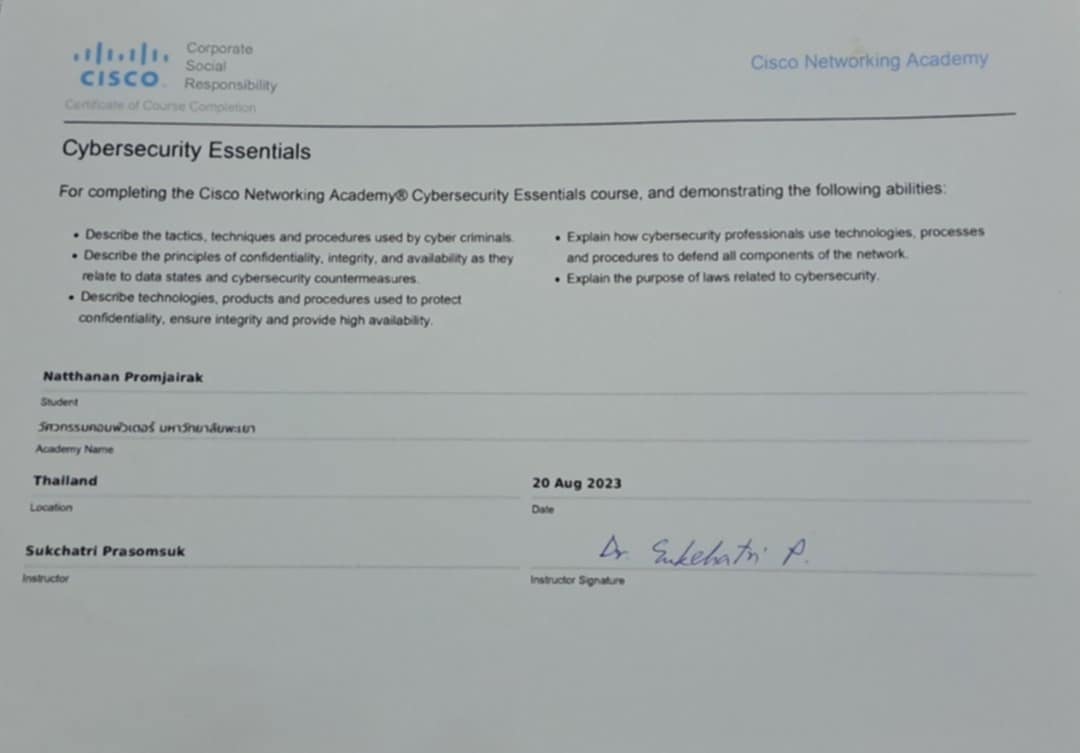 Corporate
Social
Responsibility
CISCO
Cisco Networking Academy
Certificate of Course Completion
Cybersecurity Essentials
For completing the Cisco Networking Academy® Cybersecurity Essentials course, and demonstrating the following abilities:
• Describe the tactics, techniques and procedures used by cyber criminals.
• Describe the principles of confidentiality, integrity, and availability as they
relate to data states and cybersecurity countermeasures.
• Describe technologies, products and procedures used to protect
confidentiality, ensure integrity and provide high availability.
• Explain how cybersecurity professionals use technologies, processes
and procedures to defend all components of the network.
• Explain the purpose of laws related to cybersecurity.
Natthanan Promjairak
Student
วิศวกรรมคอมพิวเตอร์ มหาวิทยาลัยพะเยา
Academy Name
Thailand
Location
20 Aug 2023
Date
Sukchatri Prasomsuk
Instructor
Dr. Sukchatri P.
Instructor Signature